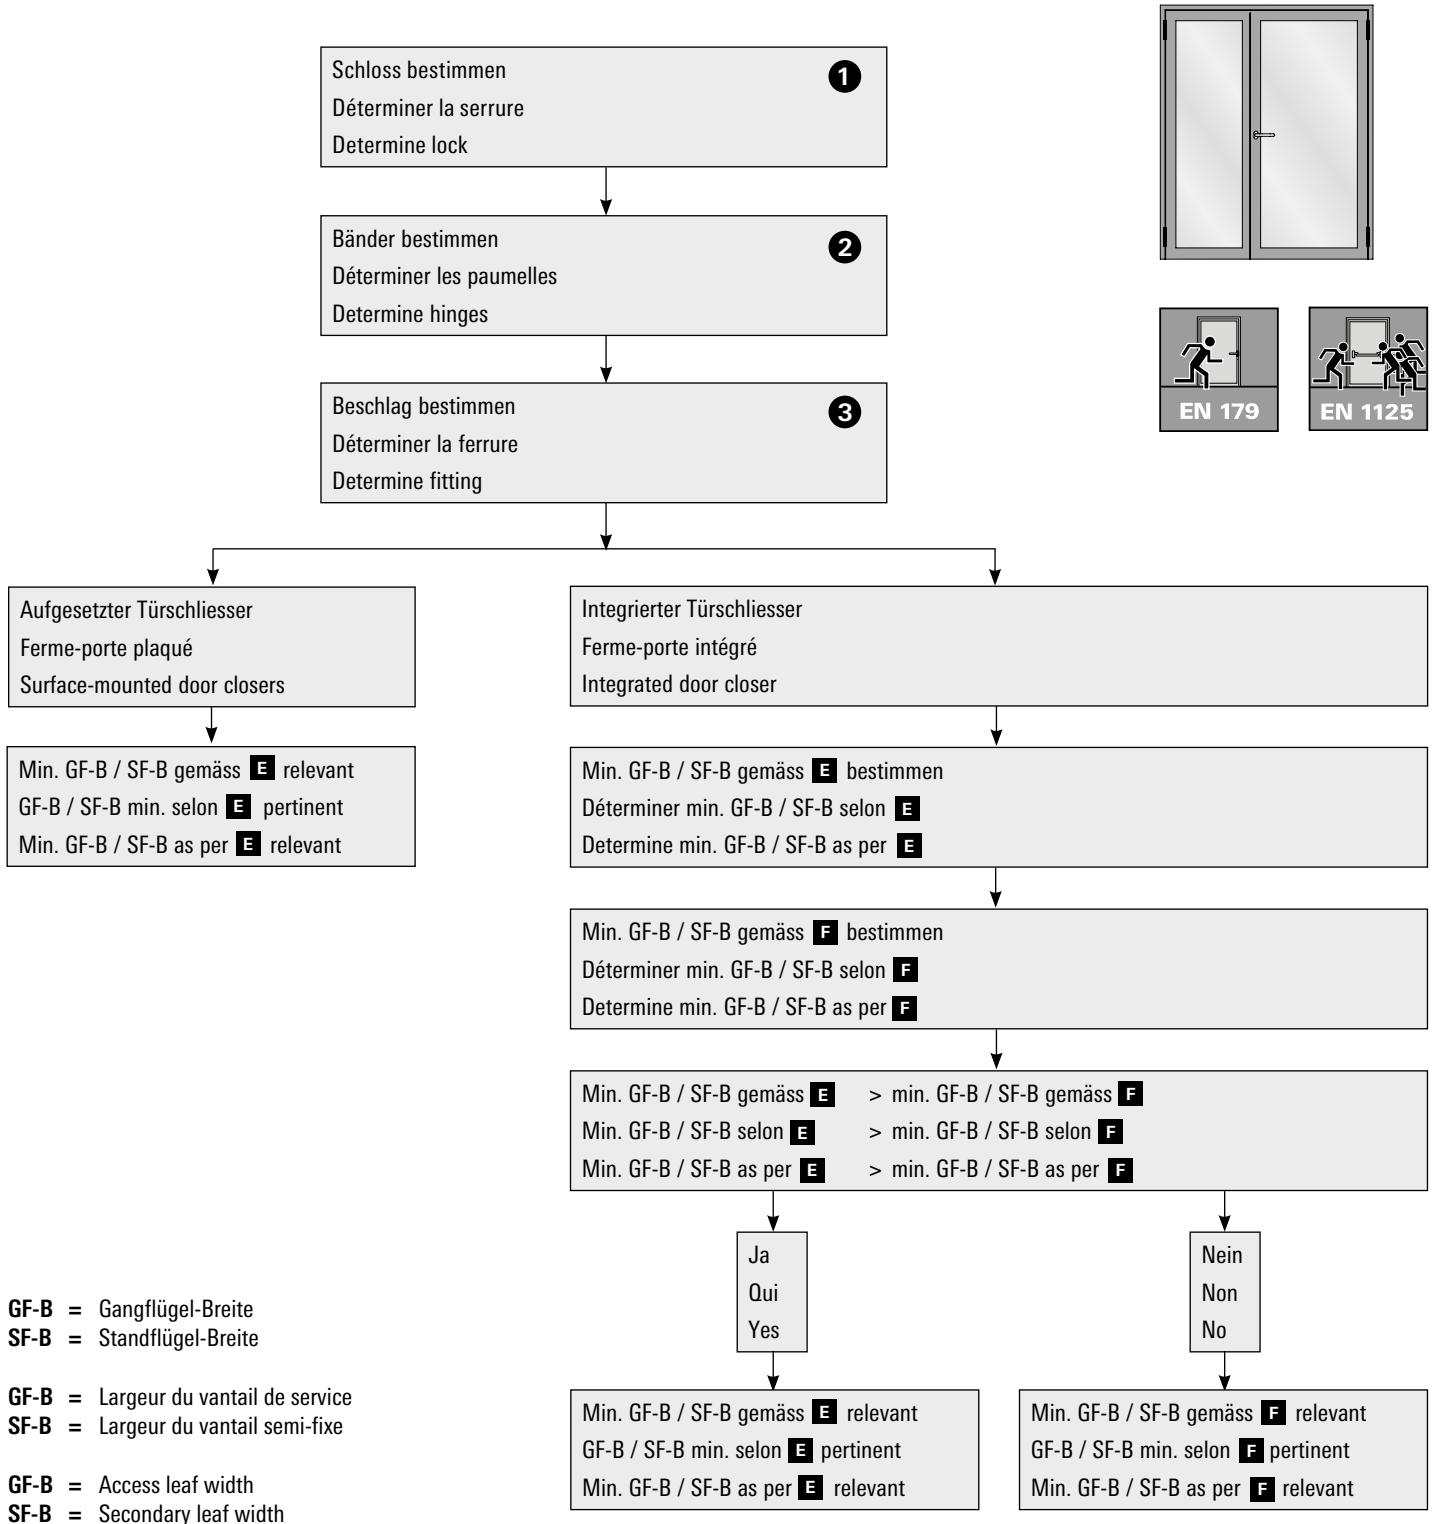 Schloss bestimmen
1
Déterminer la serrure
Determine lock
Bänder bestimmen
2
Déterminer les paumelles
Determine hinges
EN 179
EN 1125
Beschlag bestimmen
3
Déterminer la ferrure
Determine fitting
Aufgesetzter Türschliesser
Ferme-porte plaqué
Surface-mounted door closers
Integrierter Türschliesser
Ferme-porte intégré
Integrated door closer
Min. GF-B / SF-B gemäss E relevant
GF-B / SF-B min. selon E pertinent
Min. GF-B / SF-B as per E relevant
Min. GF-B / SF-B gemäss E bestimmen
Déterminer min. GF-B / SF-B selon E
Determine min. GF-B / SF-B as per E
Min. GF-B / SF-B gemäss F bestimmen
Déterminer min. GF-B / SF-B selon F
Determine min. GF-B / SF-B as per F
Min. GF-B / SF-B gemäss E > min. GF-B / SF-B gemäss F
Min. GF-B / SF-B selon E > min. GF-B / SF-B selon F
Min. GF-B / SF-B as per E > min. GF-B / SF-B as per F
Ja
Qui
Yes
Nein
Non
No
Min. GF-B / SF-B gemäss E relevant
GF-B / SF-B min. selon E pertinent
Min. GF-B / SF-B as per E relevant
Min. GF-B / SF-B gemäss F relevant
GF-B / SF-B min. selon F pertinent
Min. GF-B / SF-B as per F relevant
GF-B = Gangflügel-Breite
SF-B = Standflügel-Breite
GF-B = Largeur du vantail de service
SF-B = Largeur du vantail semi-fixe
GF-B = Access leaf width
SF-B = Secondary leaf width